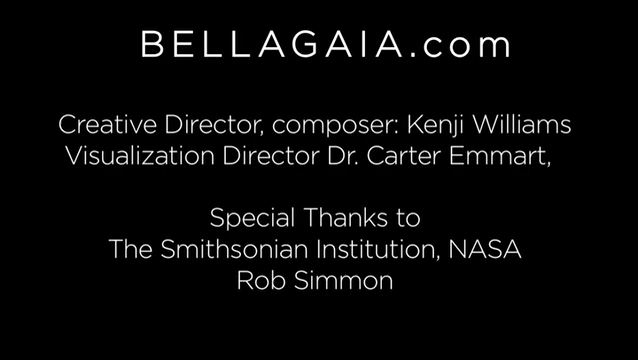 BELLAGAIA.com
Creative Director, composer: Kenji Williams
Visualization Director Dr. Carter Emmart,
Special Thanks to
The Smithsonian Institution, NASA
Rob Simmon